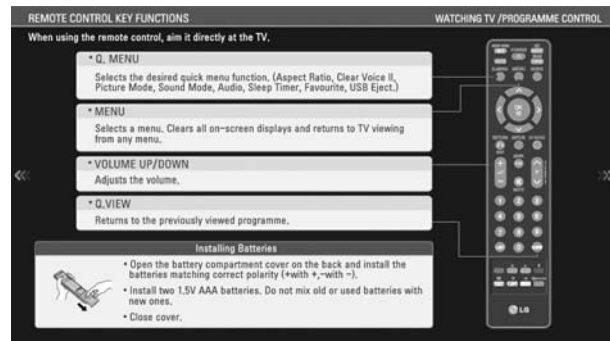 REMOTE CONTROL KEY FUNCTIONS
WATCHING TV /PROGRAMME CONTROL
When using the remote control, aim it directly at the TV.
• Q. MENU
Selects the desired quick menu function. (Aspect Ratio, Clear Voice II,
Picture Mode, Sound Mode, Audio, Sleep Timer, Favourite, USB Eject.)
• MENU
Selects a menu. Clears all on-screen displays and returns to TV viewing
from any menu.
• VOLUME UP/DOWN
Adjusts the volume.
• Q.VIEW
Returns to the previously viewed programme.
Installing Batteries
• Open the battery compartment cover on the back and install the
batteries matching correct polarity (+with +,-with -).
• Install two 1.5V AAA batteries. Do not mix old or used batteries with
new ones.
• Close cover.
LG